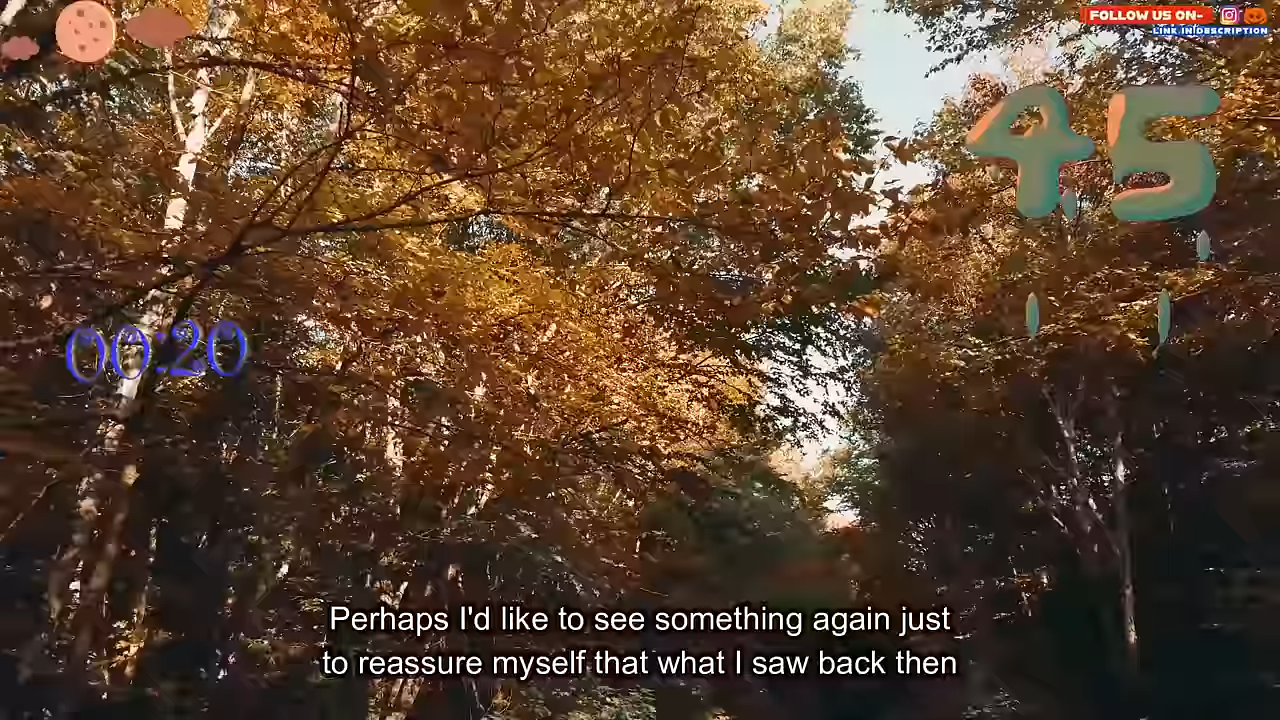 FOLLOW US ON-
LINK IN DESCRIPTION
45
00:20
Perhaps I'd like to see something again just
to reassure myself that what I saw back then